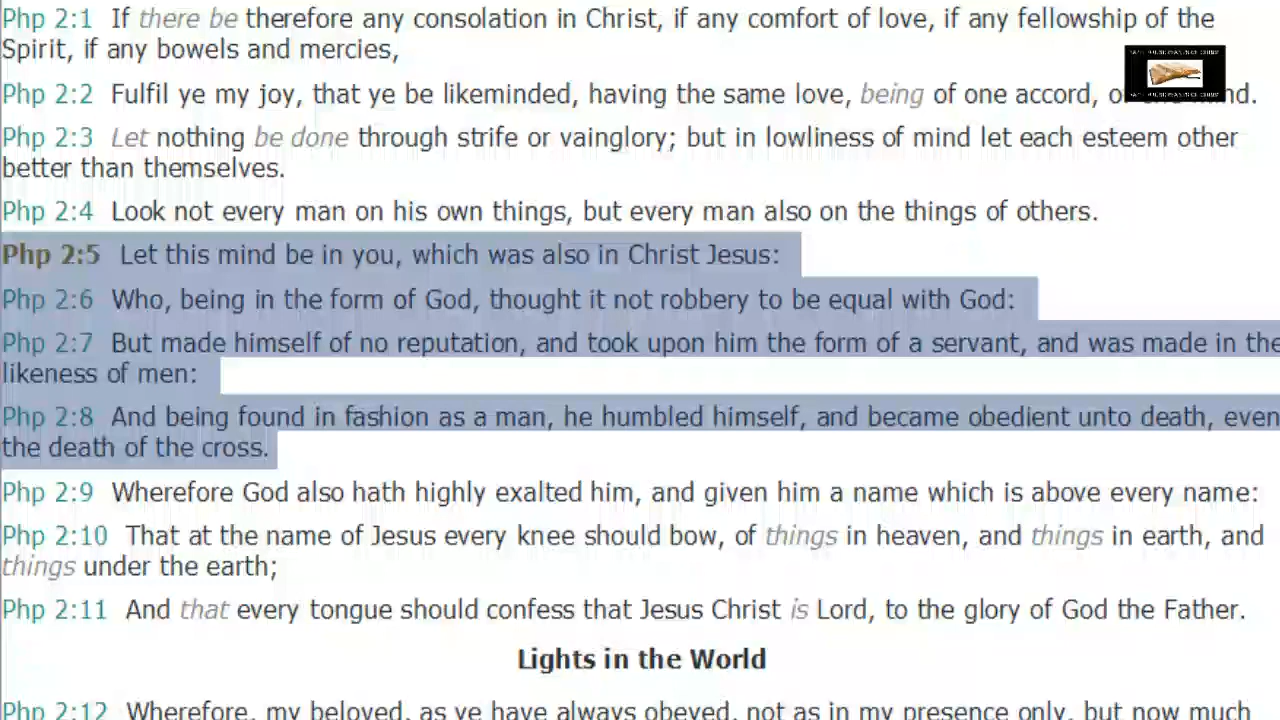 Php 2:1 If there be therefore any consolation in Christ, if any comfort of love, if any fellowship of the
Spirit, if any bowels and mercies,
Php 2:2 Fulfil ye my joy, that ye be likeminded, having the same love, being of one accord, nd.
Php 2:3 Let nothing be done through strife or vainglory; but in lowliness of mind let each esteem other
better than themselves.
Php 2:4 Look not every man on his own things, but every man also on the things of others.
Php 2:5 Let this mind be in you, which was also in Christ Jesus:
Php 2:6 Who, being in the form of God, thought it not robbery to be equal with God:
Php 2:7 But made himself of no reputation, and took upon him the form of a servant, and was made in the
likeness of men:
Php 2:8 And being found in fashion as a man, he humbled himself, and became obedient unto death, even
the death of the cross.
Php 2:9 Wherefore God also hath highly exalted him, and given him a name which is above every name:
Php 2:10 That at the name of Jesus every knee should bow, of things in heaven, and things in earth, and
things under the earth;
Php 2:11 And that every tongue should confess that Jesus Christ is Lord, to the glory of God the Father.
Lights in the World
Php 2:12 Wherefore, my beloved, as ye have always obeyed, not as in my presence only, but now much